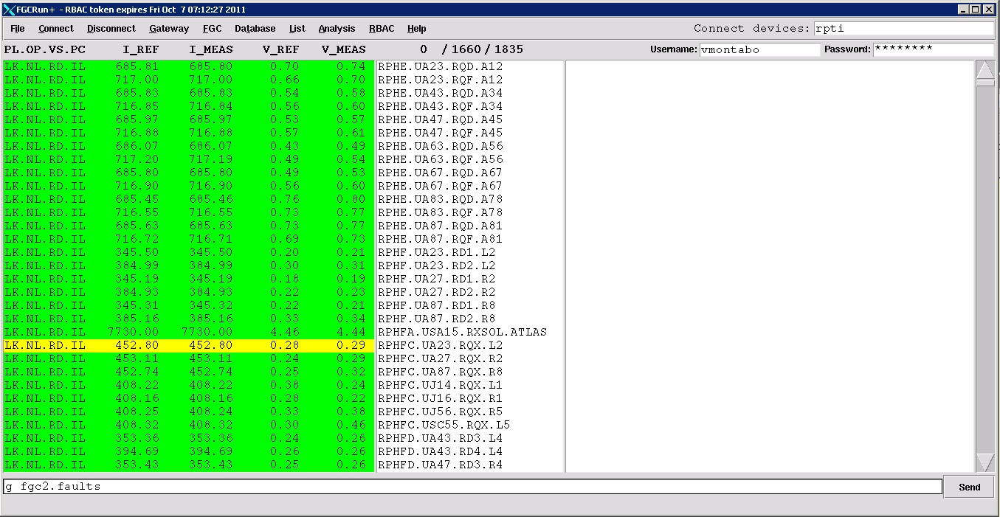 FGCRun+ - RBAC token expires Fri Oct 7 07:12:27 2011
File Connect Disconnect Gateway FGC Database List Analysis RBAC Help Connect devices: rpti
PL.OP.VS.PC I_REF I_MEAS V_REF V_MEAS 0 / 1660 / 1835 Username: vmontabo Password: ********
LK.NL.RD.IL 685.81 685.80 0.70 0.74 RPHE.UA23.RQD.A12
LK.NL.RD.IL 717.00 717.00 0.66 0.70 RPHE.UA23.RQF.A12
LK.NL.RD.IL 685.83 685.83 0.54 0.58 RPHE.UA43.RQD.A34
LK.NL.RD.IL 716.85 716.84 0.56 0.60 RPHE.UA43.RQF.A34
LK.NL.RD.IL 685.97 685.97 0.53 0.57 RPHE.UA47.RQD.A45
LK.NL.RD.IL 716.88 716.88 0.57 0.61 RPHE.UA47.RQF.A45
LK.NL.RD.IL 686.07 686.07 0.43 0.49 RPHE.UA63.RQD.A56
LK.NL.RD.IL 717.20 717.19 0.49 0.54 RPHE.UA63.RQF.A56
LK.NL.RD.IL 685.80 685.80 0.49 0.53 RPHE.UA67.RQD.A67
LK.NL.RD.IL 716.90 716.90 0.56 0.60 RPHE.UA67.RQF.A67
LK.NL.RD.IL 685.45 685.46 0.76 0.80 RPHE.UA83.RQD.A78
LK.NL.RD.IL 716.55 716.55 0.73 0.77 RPHE.UA83.RQF.A78
LK.NL.RD.IL 685.63 685.63 0.73 0.77 RPHE.UA87.RQD.A81
LK.NL.RD.IL 716.72 716.71 0.69 0.73 RPHE.UA87.RQF.A81
LK.NL.RD.IL 345.50 345.50 0.20 0.21 RPHF.UA23.RD1.L2
LK.NL.RD.IL 384.99 384.99 0.30 0.31 RPHF.UA23.RD2.L2
LK.NL.RD.IL 345.19 345.19 0.18 0.19 RPHF.UA27.RD1.R2
LK.NL.RD.IL 384.93 384.93 0.22 0.23 RPHF.UA27.RD2.R2
LK.NL.RD.IL 345.31 345.32 0.22 0.21 RPHF.UA87.RD1.R8
LK.NL.RD.IL 385.16 385.16 0.33 0.34 RPHF.UA87.RD2.R8
LK.NL.RD.IL 7730.00 7730.00 4.46 4.44 RPHFA.USA15.RXSOL.ATLAS
LK.NL.RD.IL 452.80 452.80 0.28 0.29 RPHFC.UA23.RQX.L2
LK.NL.RD.IL 453.11 453.11 0.24 0.29 RPHFC.UA27.RQX.R2
LK.NL.RD.IL 452.74 452.74 0.25 0.32 RPHFC.UA87.RQX.R8
LK.NL.RD.IL 408.22 408.22 0.38 0.24 RPHFC.UJ14.RQX.L1
LK.NL.RD.IL 408.16 408.16 0.28 0.22 RPHFC.UJ16.RQX.R1
LK.NL.RD.IL 408.25 408.24 0.33 0.38 RPHFC.UJ56.RQX.R5
LK.NL.RD.IL 408.32 408.32 0.30 0.46 RPHFC.USC55.RQX.L5
LK.NL.RD.IL 353.36 353.36 0.24 0.26 RPHFD.UA43.RD3.L4
LK.NL.RD.IL 394.69 394.69 0.26 0.26 RPHFD.UA43.RD4.L4
LK.NL.RD.IL 353.43 353.43 0.25 0.26 RPHFD.UA47.RD3.R4
g fgc2.faults Send